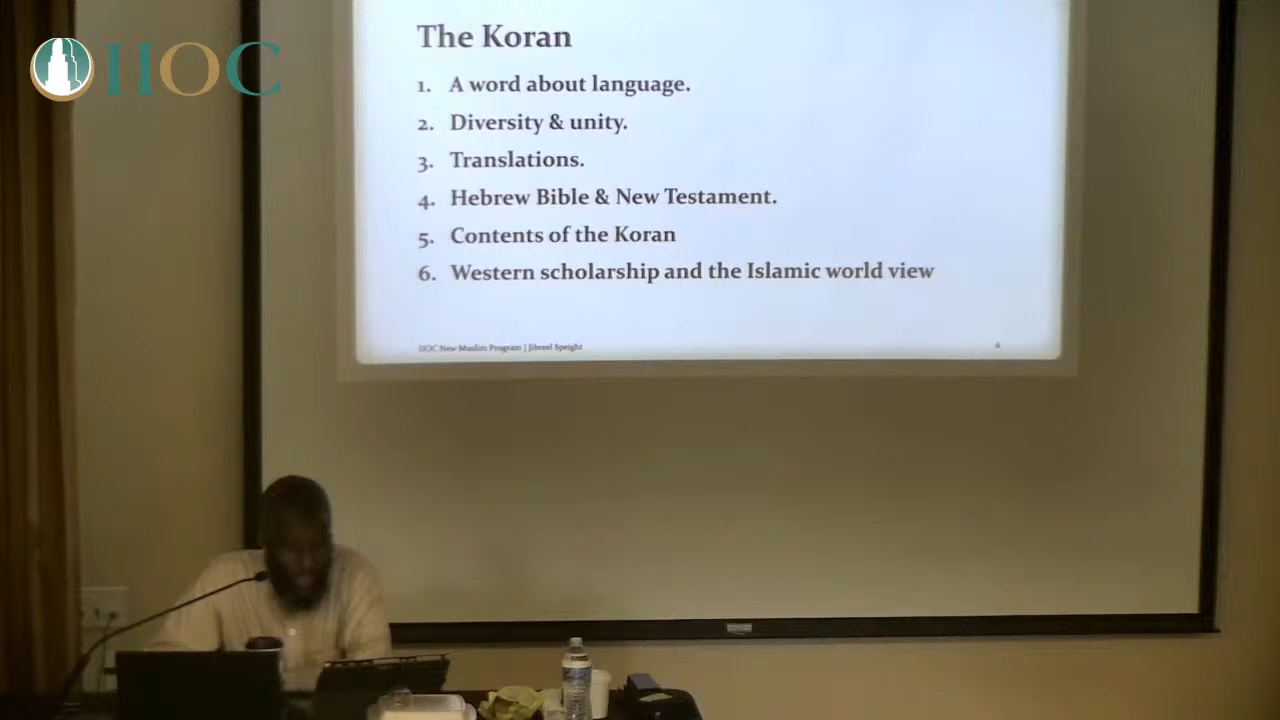 IIOC
The Koran
1. A word about language.
2. Diversity & unity.
3. Translations.
4. Hebrew Bible & New Testament.
5. Contents of the Koran
6. Western scholarship and the Islamic world view
IIOC New Muslim Program | Jibreel Speight
6